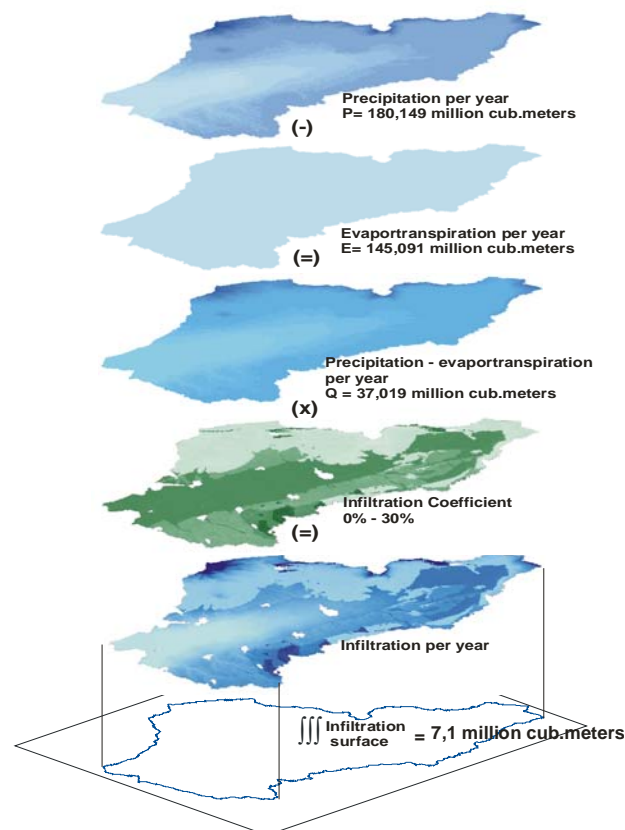 Precipitation per year
P= 180,149 million cub.meters
(-)
Evaportranspiration per year
E= 145,091 million cub.meters
(=)
Precipitation - evaportranspiration
per year
Q = 37,019 million cub.meters
(x)
Infiltration Coefficient
0% - 30%
(=)
Infiltration per year
∫∫∫ Infiltration
surface = 7,1 million cub.meters